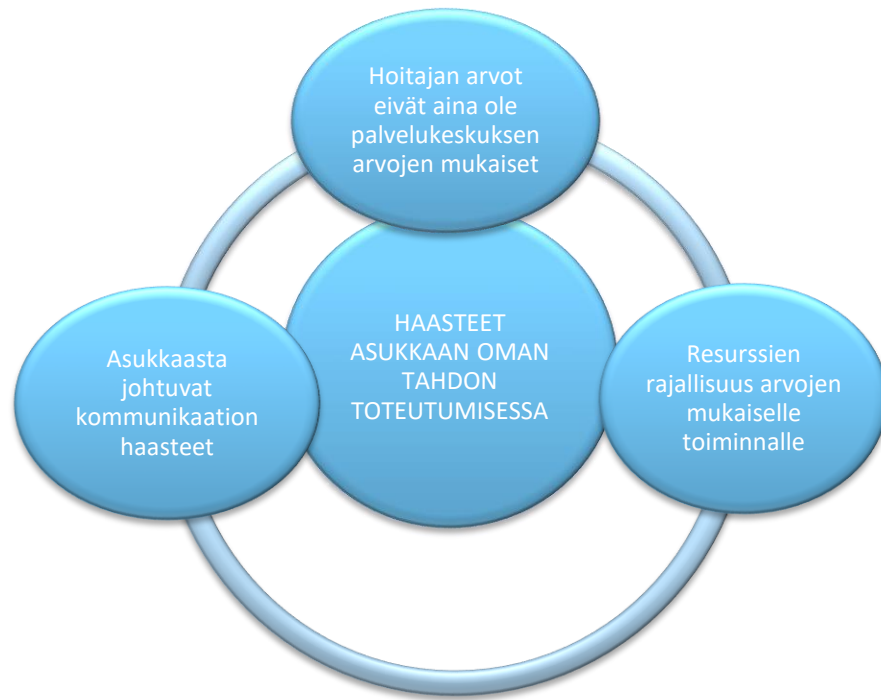 Hoitajan arvot
eivät aina ole
palvelukeskuksen
arvojen mukaiset
HAASTEET
ASUKKAAN OMAN
TAHDON
TOTEUTUMISESSA
Asukkaasta
johtuvat
kommunikaation
haasteet
Resurssien
rajallisuus arvojen
mukaiselle
toiminnalle